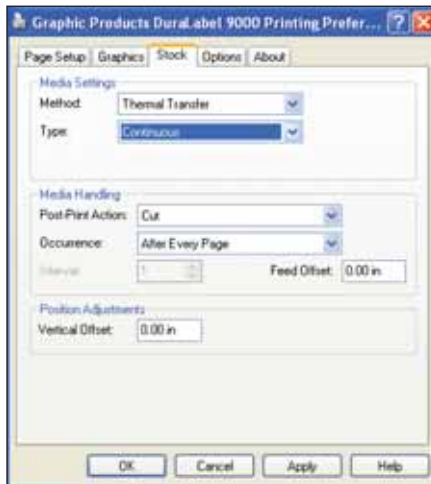 Graphic Products DuraLabel 9000 Printing Prefer...
Page Setup Graphics Stock Options About
Media Settings
Method: Thermal Transfer
Type: Continuous
Media Handling
Post-Print Action: Cut
Occurrence: After Every Page
Interval: 1 Feed Offset: 0.00 in
Position Adjustments
Vertical Offset: 0.00 in
OK Cancel Apply Help